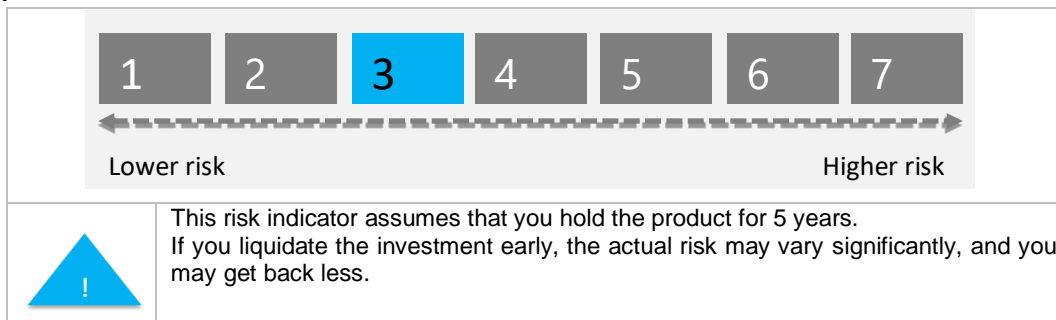 1 2 3 4 5 6 7
Lower risk Higher risk
This risk indicator assumes that you hold the product for 5 years.
If you liquidate the investment early, the actual risk may vary significantly, and you
may get back less.
!